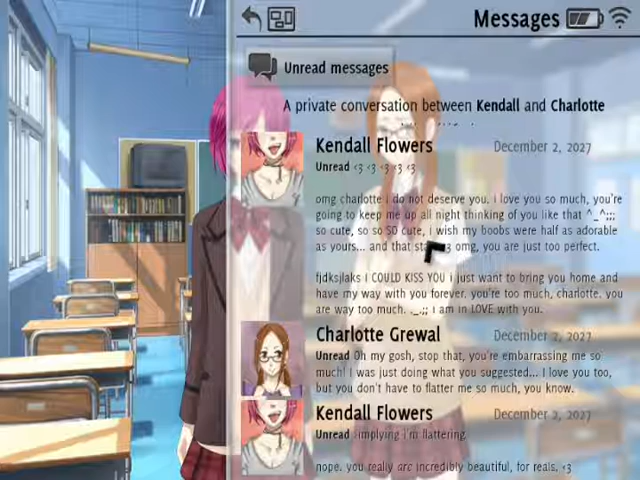 Messages
Unread messages
A private conversation between Kendall and Charlotte
Kendall Flowers December 2, 2027
Unread <3 <3 <3 <3 <3
omg charlotte i do not deserve you. i love you so much, you're
going to keep me up all night thinking of you like that ^_^;;;
so cute, so so SO cute, i wish my boobs were half as adorable
as yours... and that omg, you are just too perfect.
fjdksjlaks I COULD KISS YOU i just want to bring you home and
have my way with you forever. you're too much, charlotte. you
are way too much. ._.;; i am in LOVE with you.
Charlotte Grewal December 2, 2027
Unread Oh my gosh, stop that, you're embarrassing me so
much! I was just doing what you suggested... I love you too,
but you don't have to flatter me so much, you know.
Kendall Flowers December 2, 2027
Unread implying i'm flattering.
nope. you really are incredibly beautiful, for reals. <3